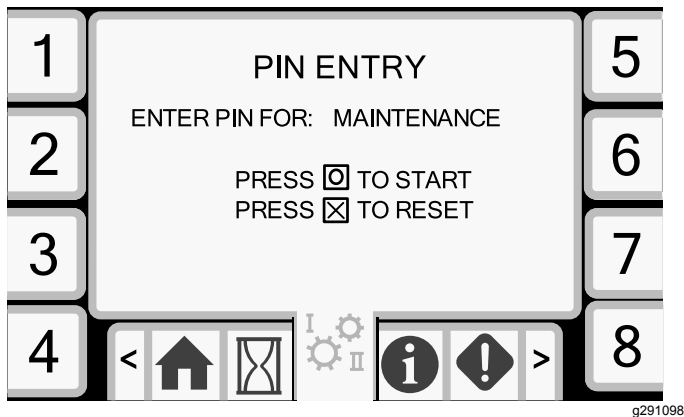 1
2
3
4
PIN ENTRY
ENTER PIN FOR: MAINTENANCE
PRESS O TO START
PRESS X TO RESET
I
II
< i ! >
5
6
7
8
g291098